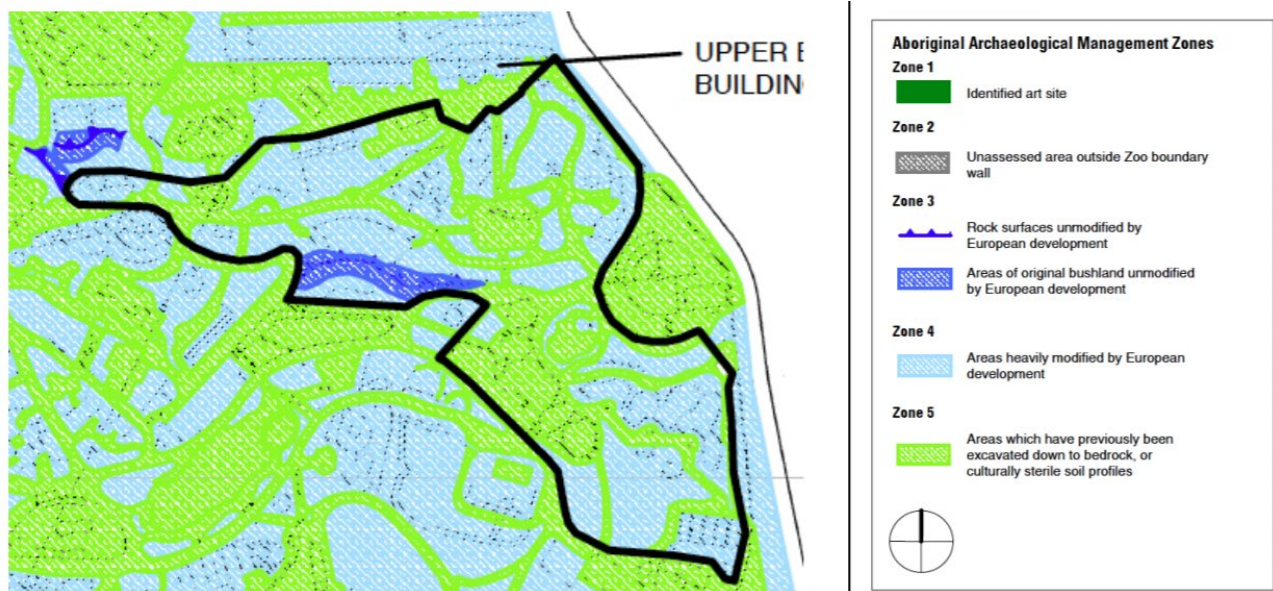 UPPER
BUILDIN
Aboriginal Archaeological Management Zones
Zone 1
Identified art site
Zone 2
Unassessed area outside Zoo boundary
wall
Zone 3
Rock surfaces unmodified by
European development
Areas of original bushland unmodified
by European development
Zone 4
Areas heavily modified by European
development
Zone 5
Areas which have previously been
excavated down to bedrock, or
culturally sterile soil profiles